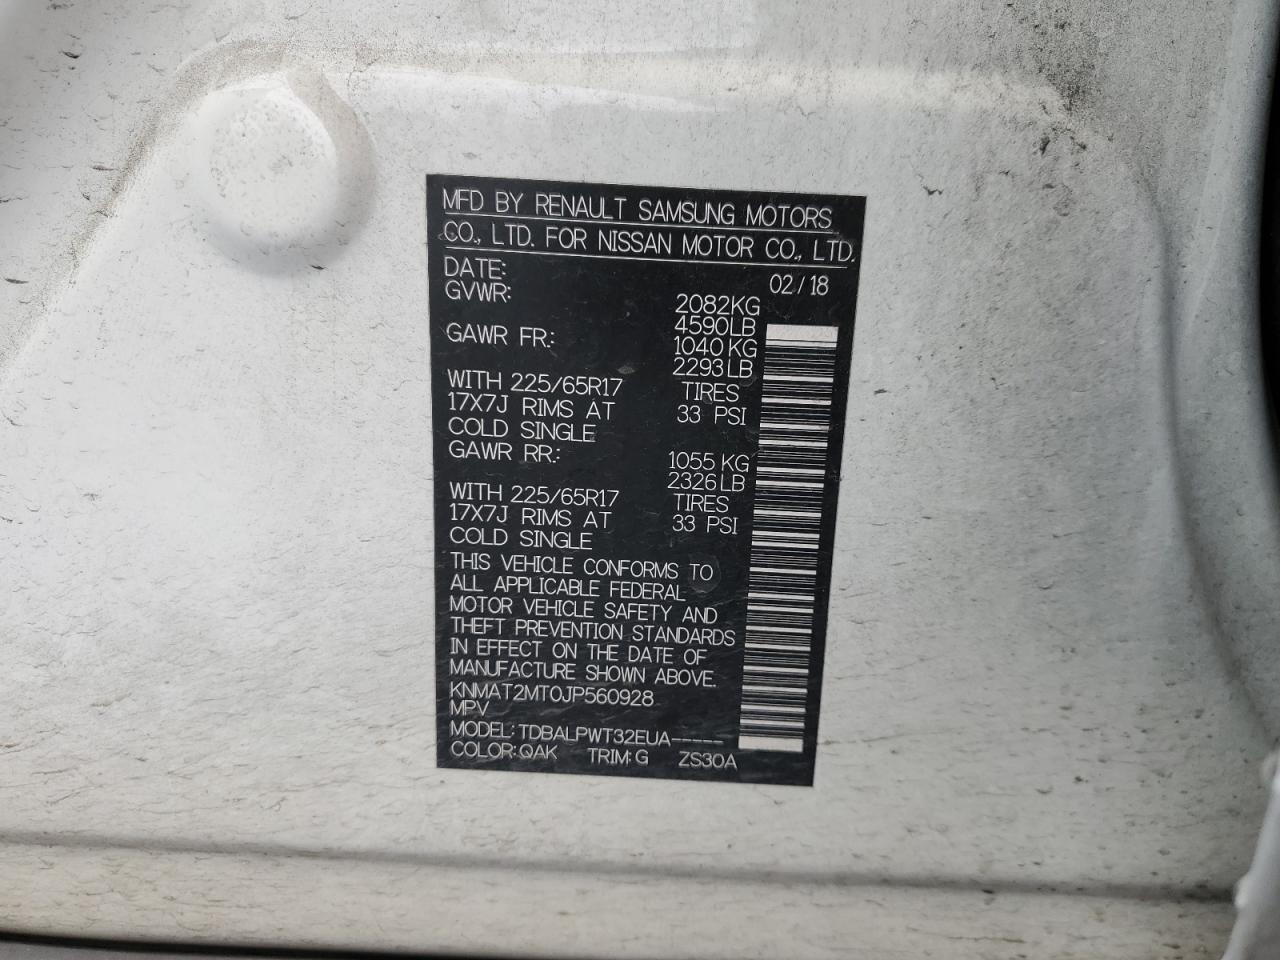 MFD BY RENAULT SAMSUNG MOTORS
CO., LTD. FOR NISSAN MOTOR CO., LTD.
DATE: 02/18
GVWR: 2082KG
4590LB
GAWR FR.: 1040KG
2293LB
WITH 225/65R17 TIRES
17X7J RIMS AT 33 PSI
COLD SINGLE
GAWR RR.: 1055KG
2326LB
WITH 225/65R17 TIRES
17X7J RIMS AT 33 PSI
COLD SINGLE
THIS VEHICLE CONFORMS TO
ALL APPLICABLE FEDERAL
MOTOR VEHICLE SAFETY AND
THEFT PREVENTION STANDARDS
IN EFFECT ON THE DATE OF
MANUFACTURE SHOWN ABOVE.
KNMAT2MT0JP560928
MPV
MODEL: TDBALPWT32EUA-----
COLOR: QAK TRIM: G ZS30A